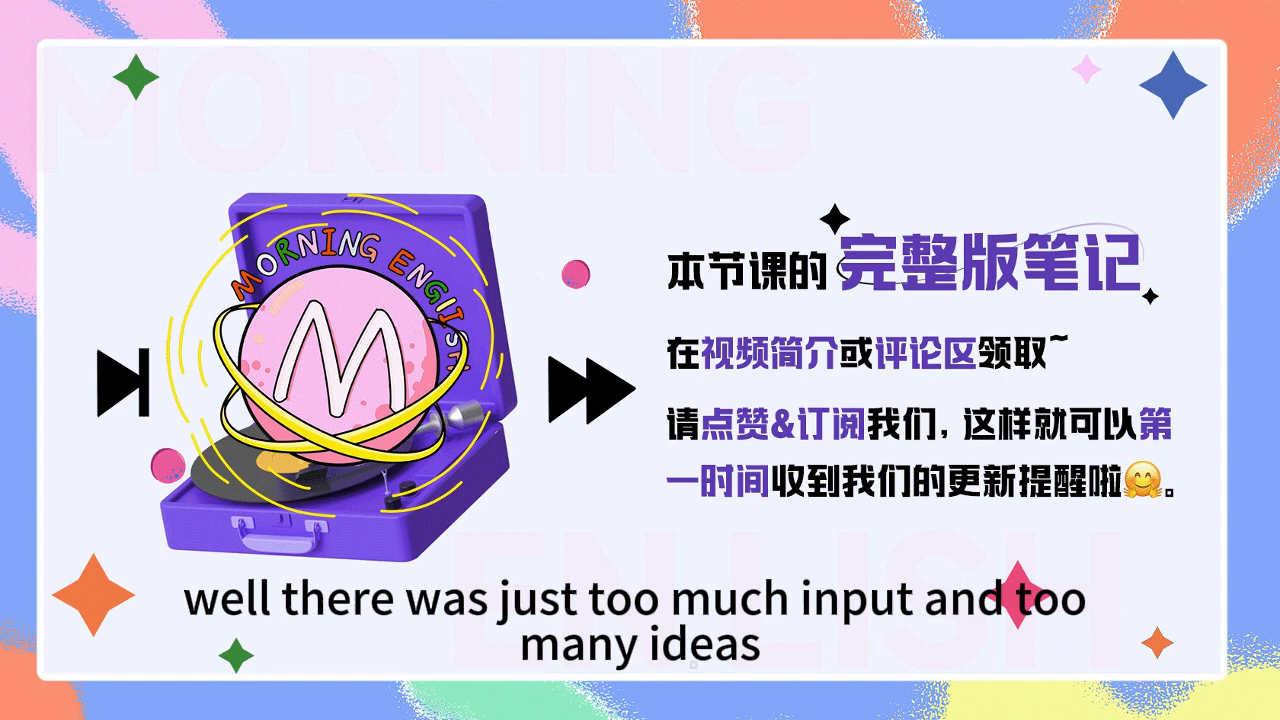 MORNING
MORNING ENGLISH
M
本节课的 完整版笔记
在视频简介或评论区领取~
请点赞&订阅我们, 这样就可以第
一时间收到我们的更新提醒啦🤗。
ENLISH
well there was just too much input and too
many ideas